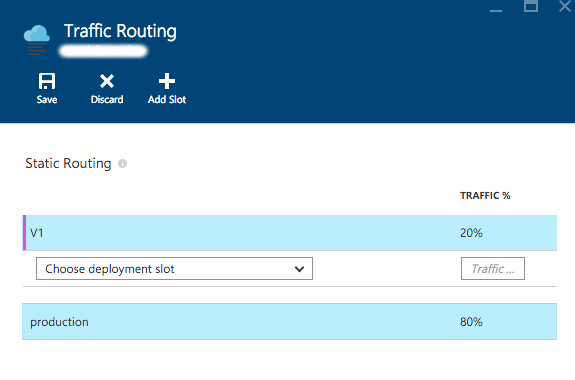 Traffic Routing
Save Discard Add Slot
Static Routing
TRAFFIC %
V1 20%
Choose deployment slot Traffic ...
production 80%